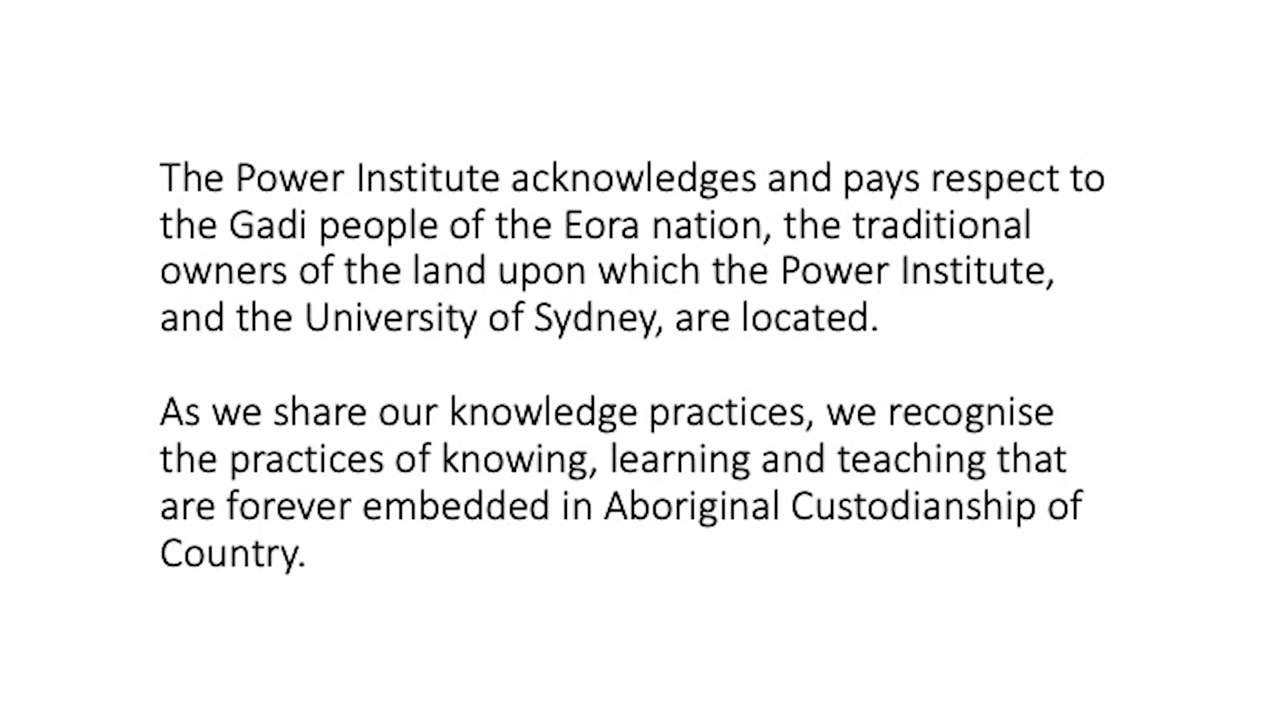 The Power Institute acknowledges and pays respect to
the Gadi people of the Eora nation, the traditional
owners of the land upon which the Power Institute,
and the University of Sydney, are located.
As we share our knowledge practices, we recognise
the practices of knowing, learning and teaching that
are forever embedded in Aboriginal Custodianship of
Country.